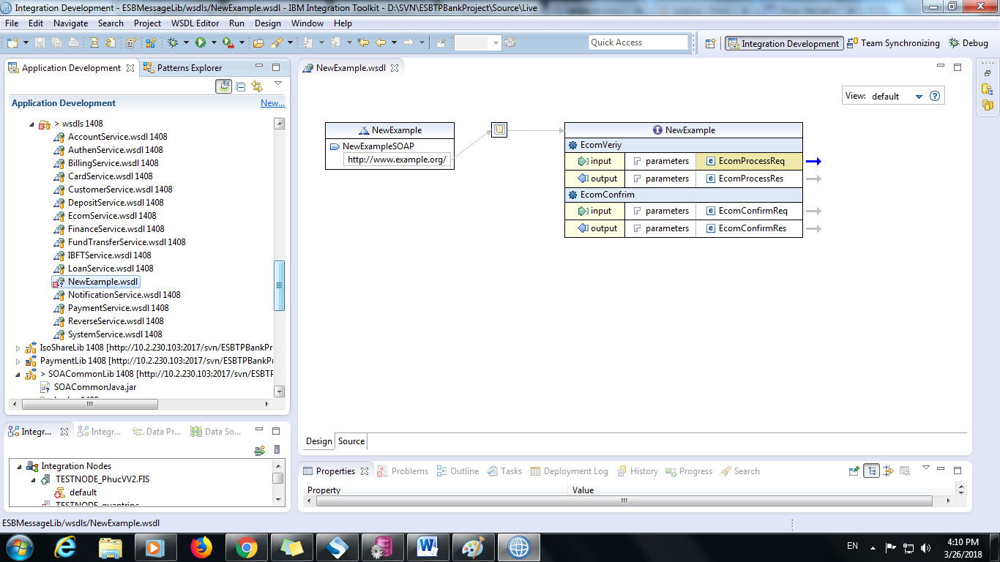 Integration Development - ESBMessageLib/wsdls/NewExample.wsdl - IBM Integration Toolkit - D:\SVN\ESBTPBankProject\Source\Live
File Edit Navigate Search Project WSDL Editor Run Design Window Help
Quick Access
Integration Development Team Synchronizing Debug
Application Development Patterns Explorer
Application Development New...
> wsdls 1408
AccountService.wsdl 1408
AuthenService.wsdl 1408
BillingService.wsdl 1408
CardService.wsdl 1408
CustomerService.wsdl 1408
DepositService.wsdl 1408
EcomService.wsdl 1408
FinanceService.wsdl 1408
FundTransferService.wsdl 1408
IBFTService.wsdl 1408
LoanService.wsdl 1408
NewExample.wsdl
NotificationService.wsdl 1408
PaymentService.wsdl 1408
ReverseService.wsdl 1408
SystemService.wsdl 1408
IsoShareLib 1408 [http://10.2.230.103:2017/svn/ESBTPBankPr
PaymentLib 1408 [http://10.2.230.103:2017/svn/ESBTPBankPr
> SOACommonLib 1408 [http://10.2.230.103:2017/svn/ESBTF
SOACommonJava.jar
NewExample.wsdl
View: default
NewExample
NewExampleSOAP
http://www.example.org/
NewExample
EcomVeriy
input parameters EcomProcessReq
output parameters EcomProcessRes
EcomConfrim
input parameters EcomConfirmReq
output parameters EcomConfirmRes
Design Source
Integr... Integr... Data Pr... Data So...
Integration Nodes
TESTNODE_PhucVV2.FIS
default
Properties Problems Outline Tasks Deployment Log History Progress Search
Property Value
ESBMessageLib/wsdls/NewExample.wsdl
EN
4:10 PM
3/26/2018